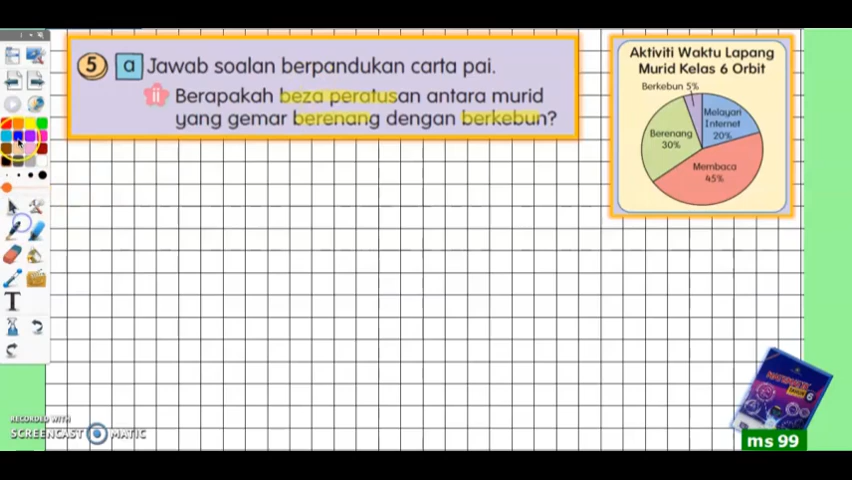 5 a Jawab soalan berpandukan carta pai.
ii Berapakah beza peratusan antara murid
yang gemar berenang dengan berkebun?
Aktiviti Waktu Lapang
Murid Kelas 6 Orbit
Berkebun 5%
Melayari
Internet
20%
Berenang
30%
Membaca
45%
T
RECORDED WITH
SCREENCAST MATIC
MATEMATIK
6
ms 99